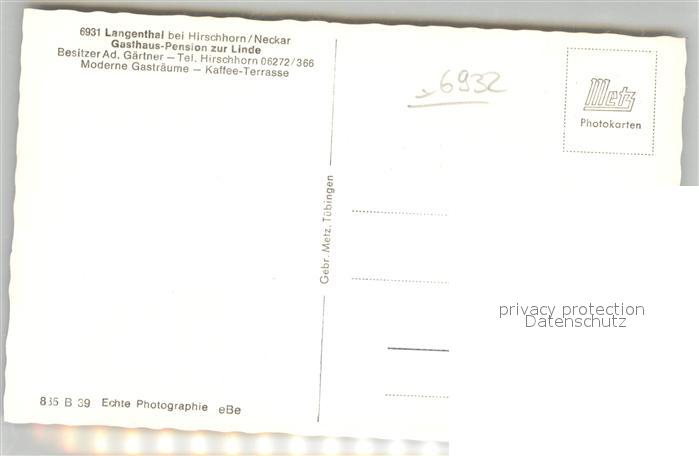 6931 Langenthal bei Hirschhorn/Neckar
Gasthaus-Pension zur Linde
Besitzer Ad. Gärtner – Tel. Hirschhorn 06272/366
Moderne Gasträume – Kaffee-Terrasse
6932
Metz
Photokarten
Gebr. Metz, Tübingen
privacy protection
Datenschutz
835 B 39 Echte Photographie eBe